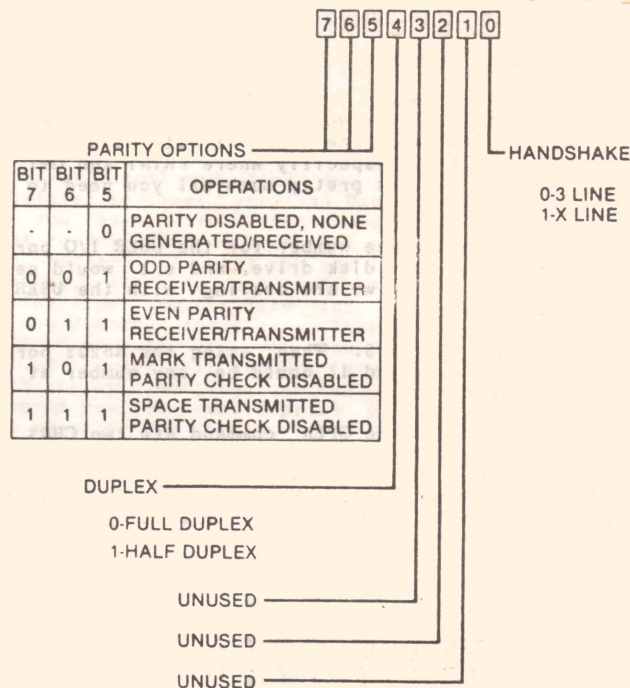 7 6 5 4 3 2 1 0
PARITY OPTIONS
HANDSHAKE
0-3 LINE
1-X LINE
BIT 7 BIT 6 BIT 5 OPERATIONS
- - 0 PARITY DISABLED, NONE
GENERATED/RECEIVED
0 0 1 ODD PARITY
RECEIVER/TRANSMITTER
0 1 1 EVEN PARITY
RECEIVER/TRANSMITTER
1 0 1 MARK TRANSMITTED
PARITY CHECK DISABLED
1 1 1 SPACE TRANSMITTED
PARITY CHECK DISABLED
DUPLEX
0-FULL DUPLEX
1-HALF DUPLEX
UNUSED
UNUSED
UNUSED